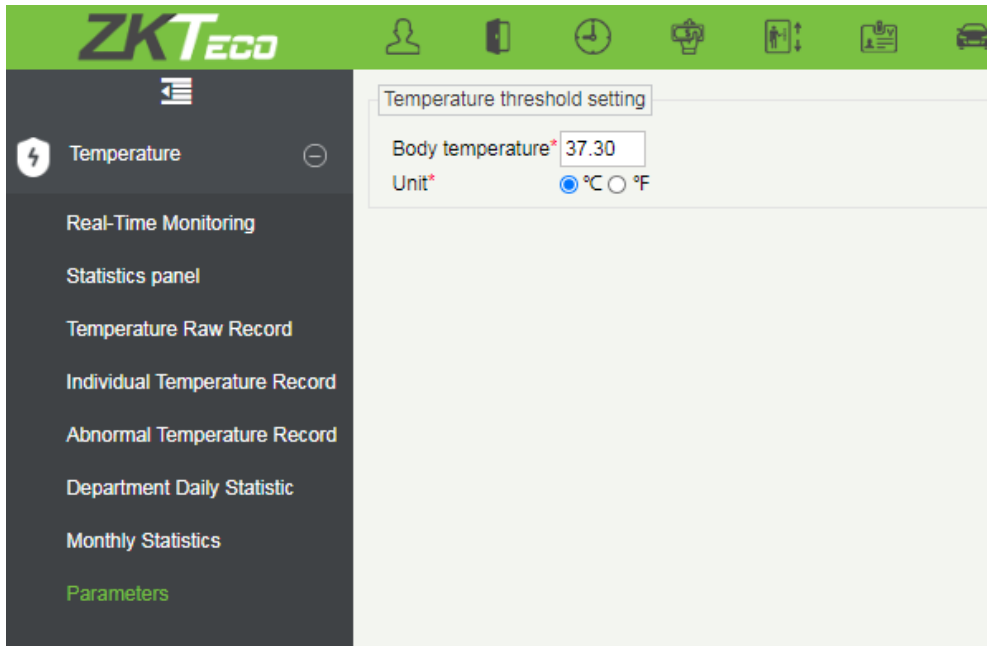 ZKTECO
Temperature
Real-Time Monitoring
Statistics panel
Temperature Raw Record
Individual Temperature Record
Abnormal Temperature Record
Department Daily Statistic
Monthly Statistics
Parameters
Temperature threshold setting
Body temperature* 37.30
Unit* ℃ ℉